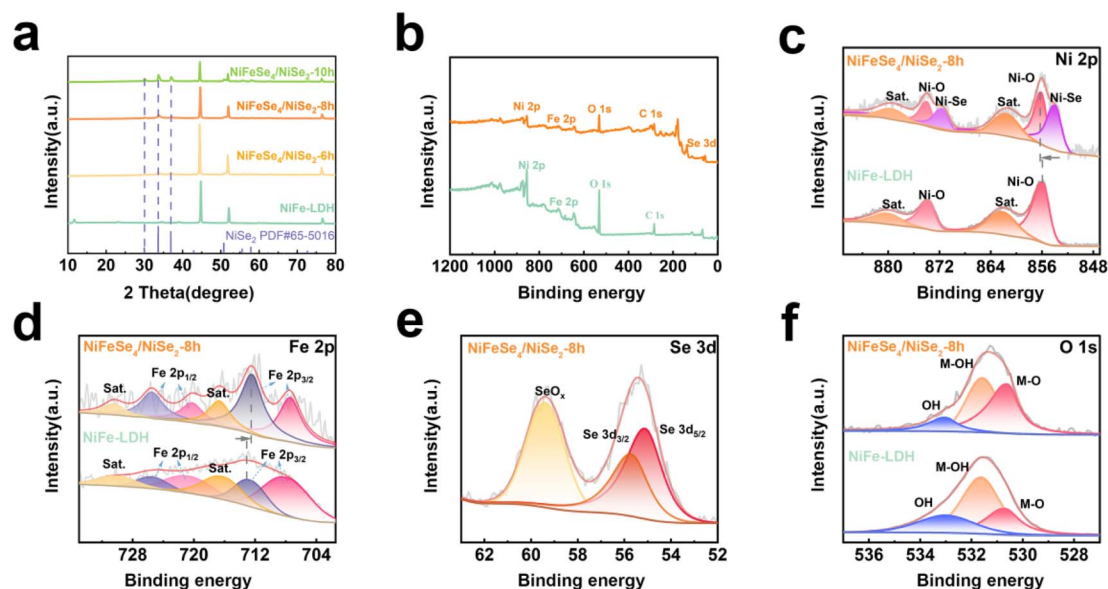 a
Intensity(a.u.)
NiFeSe₄/NiSe₂-10h
NiFeSe₄/NiSe₂-8h
NiFeSe₄/NiSe₂-6h
NiFe-LDH
NiSe₂ PDF#65-5016
10 20 30 40 50 60 70 80
2 Theta(degree)
b
Intensity(a.u.)
Ni 2p
Fe 2p
O 1s
C 1s
Se 3d
Ni 2p
Fe 2p
O 1s
C 1s
1200 1000 800 600 400 200 0
Binding energy
c
Intensity(a.u.)
NiFeSe₄/NiSe₂-8h
Ni 2p
Sat.
Ni-O
Ni-Se
Sat.
Ni-O
Ni-Se
NiFe-LDH
Sat.
Ni-O
Sat.
Ni-O
880 872 864 856 848
Binding energy
d
Intensity(a.u.)
NiFeSe₄/NiSe₂-8h
Fe 2p
Sat.
Fe 2p₁/₂
Sat.
Fe 2p₃/₂
NiFe-LDH
Sat.
Fe 2p₁/₂
Sat.
Fe 2p₃/₂
728 720 712 704
Binding energy
e
Intensity(a.u.)
NiFeSe₄/NiSe₂-8h
Se 3d
SeOₓ
Se 3d₃/₂
Se 3d₅/₂
62 60 58 56 54 52
Binding energy
f
Intensity(a.u.)
NiFeSe₄/NiSe₂-8h
O 1s
M-OH
M-O
OH
NiFe-LDH
M-OH
OH
M-O
536 534 532 530 528
Binding energy